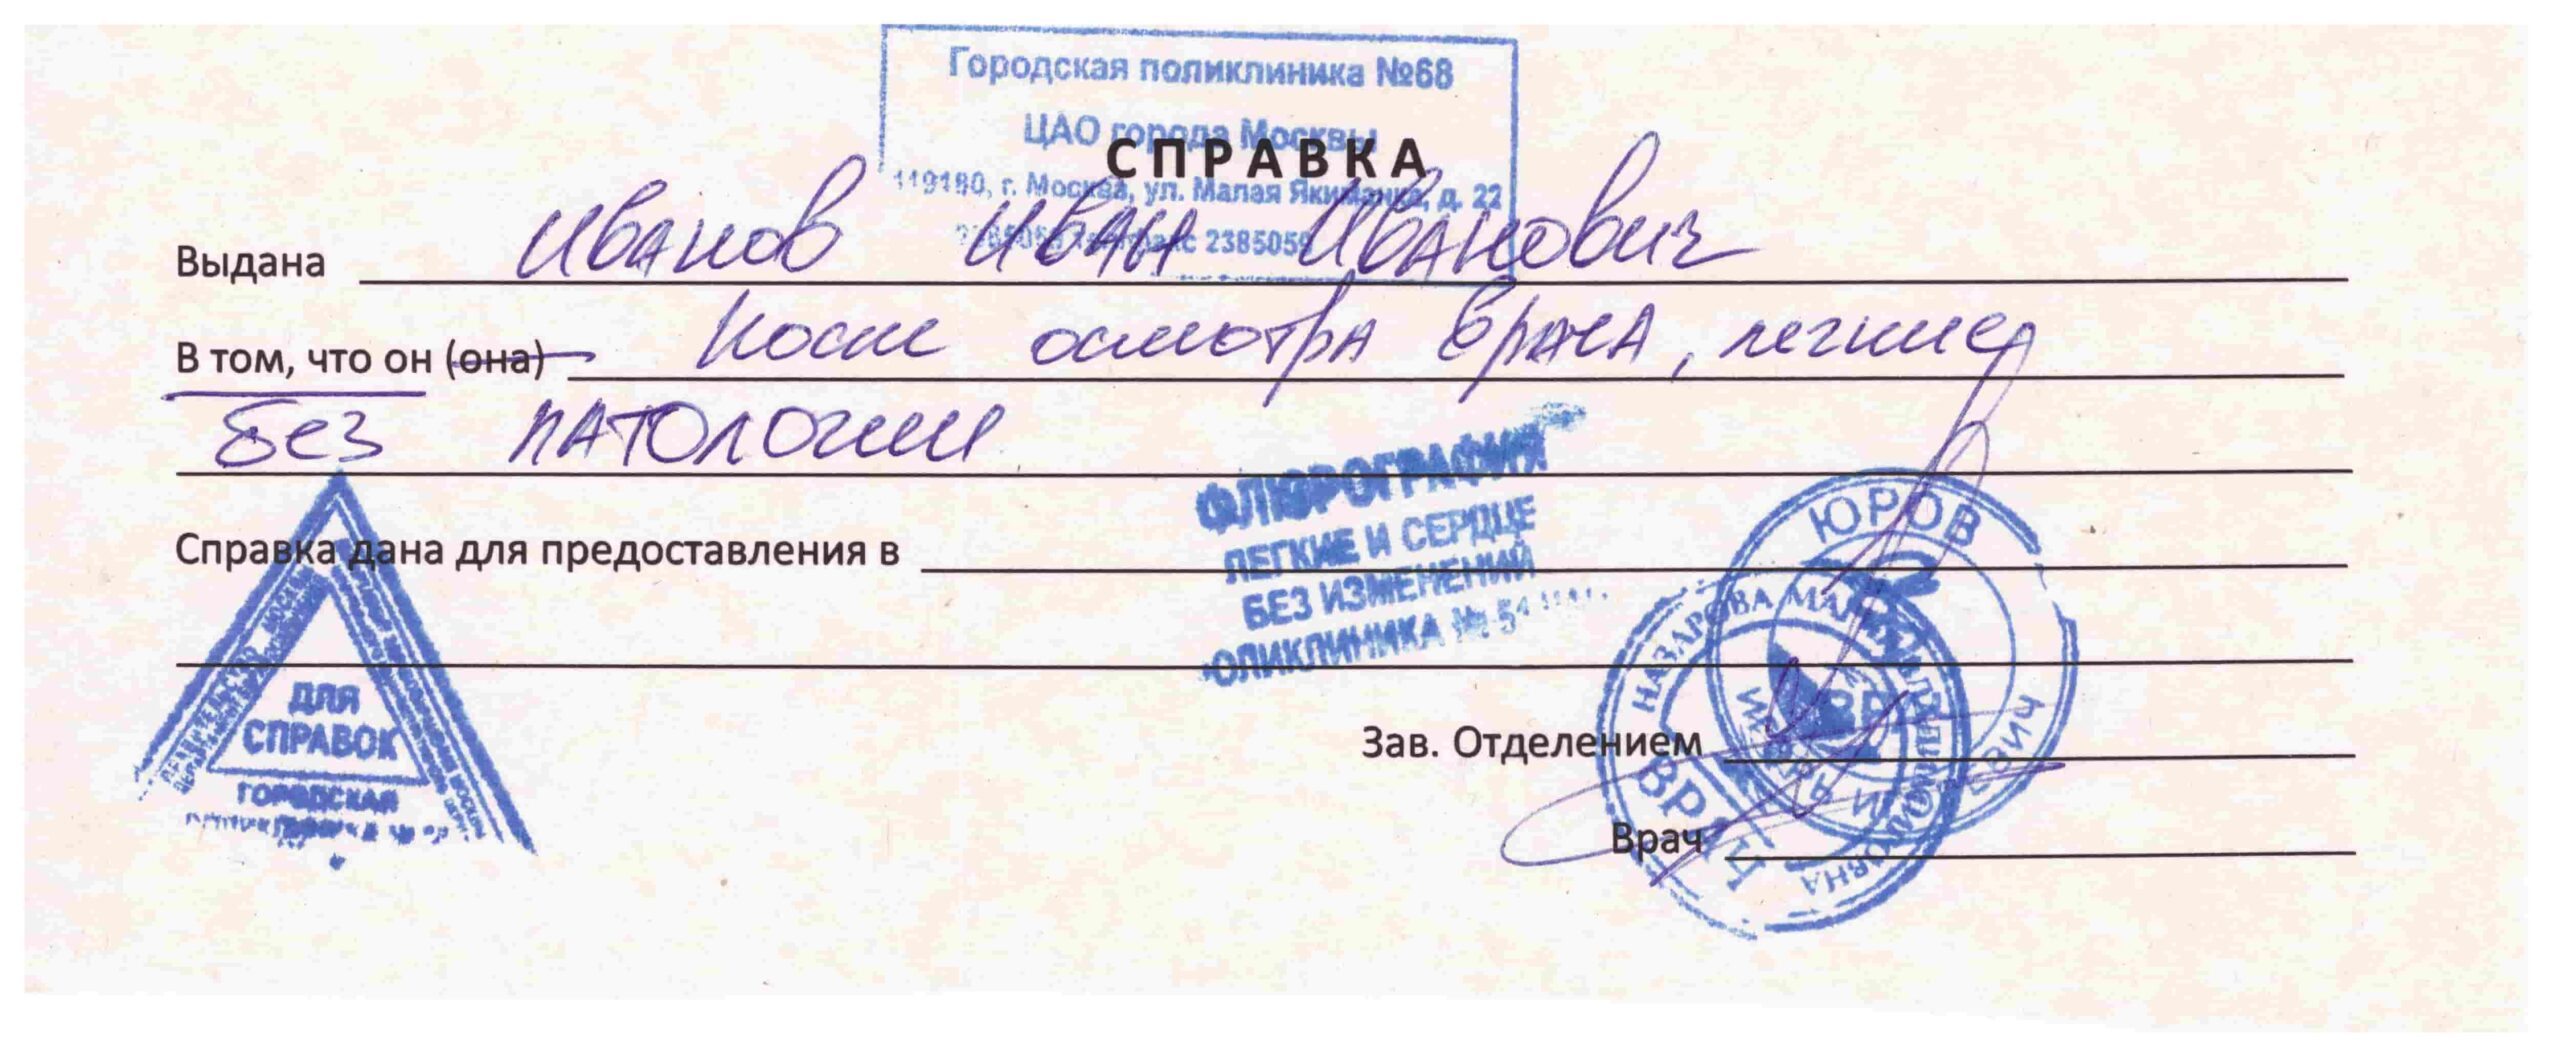 Городская поликлиника №68
ЦАО города Москвы
СПРАВКА
119180, г. Москва, ул. Малая Якиманка, д. 22
2385059
Выдана Иванов Иван Иванович
В том, что он (она) После осмотра врача, легкие
без патологии
ФЛЮОРОГРАФИЯ
ЛЕГКИЕ И СЕРДЦЕ
БЕЗ ИЗМЕНЕНИЙ
Справка дана для предоставления в
ДЛЯ
СПРАВОК
ГОРОДСКАЯ
ЮРОВ
НАЗАРОВА
Зав. Отделением
ВРАЧ
Врач